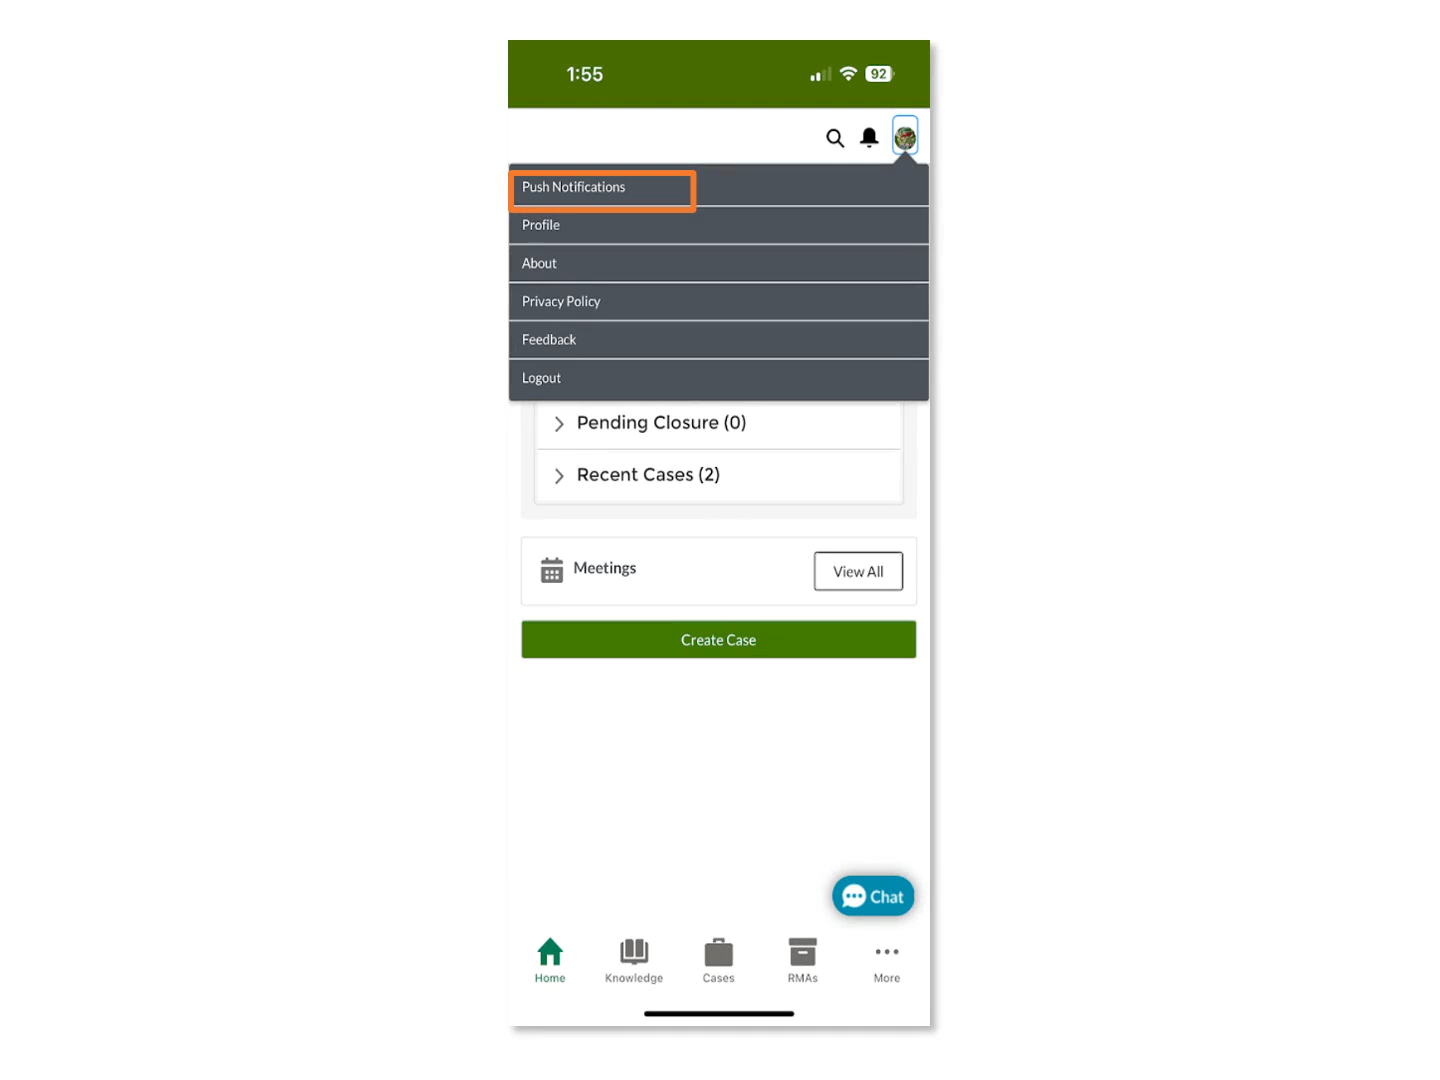 1:55
92
Push Notifications
Profile
About
Privacy Policy
Feedback
Logout
Pending Closure (0)
Recent Cases (2)
Meetings
View All
Create Case
Chat
Home Knowledge Cases RMAs More